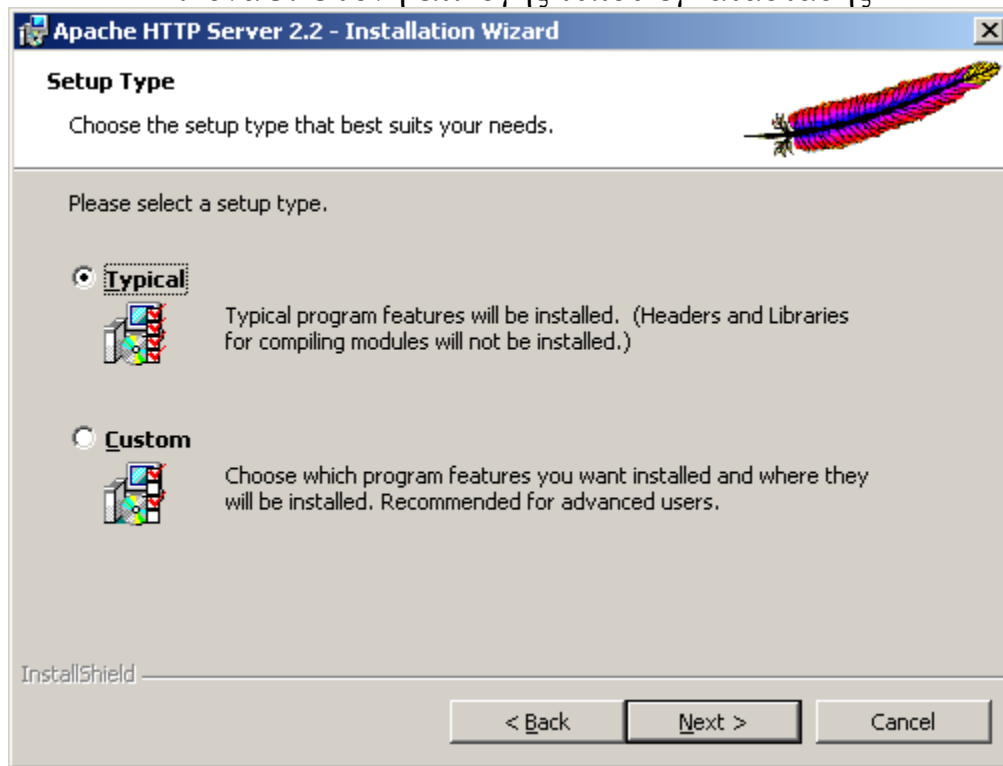 Apache HTTP Server 2.2 - Installation Wizard
Setup Type
Choose the setup type that best suits your needs.
Please select a setup type.
Typical
Typical program features will be installed. (Headers and Libraries
for compiling modules will not be installed.)
Custom
Choose which program features you want installed and where they
will be installed. Recommended for advanced users.
InstallShield
< Back
Next >
Cancel